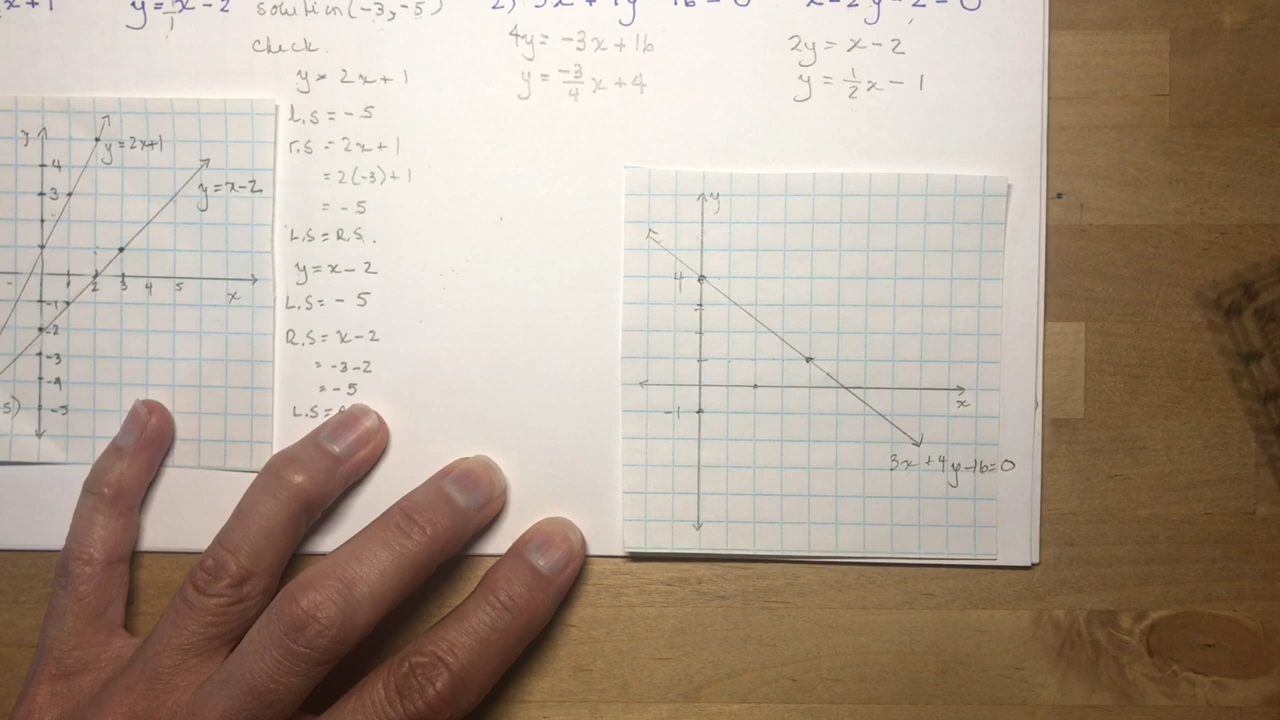 y = 1/1 x - 2
solution (-3, -5)
check.
y = 2x + 1
L.S = - 5
r.s = 2x + 1
= 2(-3) + 1
= - 5
L.S = R.S.
y = x - 2
L.S = - 5
R.S = x - 2
= -3 - 2
= - 5
L.S =
y
y = 2x+1
y = x-2
4
3
2 3 4 5
x
-1
-2
-3
-4
-5
2) 3x + 4y - 16 = 0
4y = -3x + 16
y = -3/4 x + 4
x - 2y - 2 = 0
2y = x - 2
y = 1/2 x - 1
y
4
x
-1
3x + 4y - 16 = 0